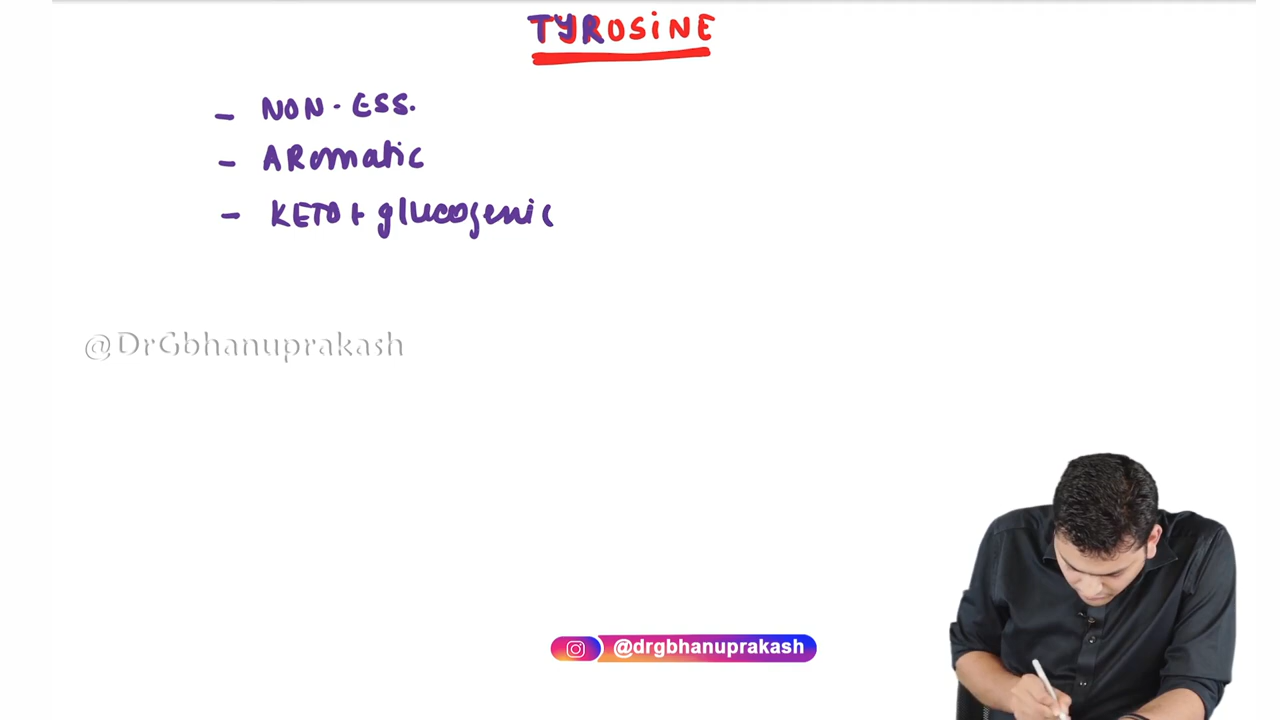 TYROSINE
- NON-ESS.
- AROmatic
- KETO + glucogenic
@DrGbhanuprakash
@drgbhanuprakash